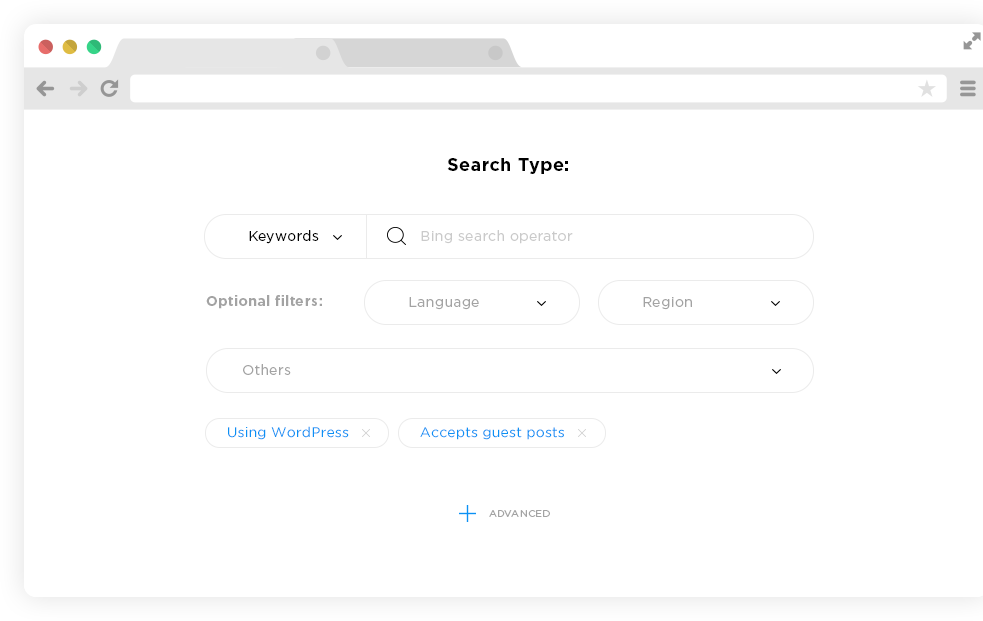 Search Type:
Keywords Bing search operator
Optional filters: Language Region
Others
Using WordPress Accepts guest posts
ADVANCED